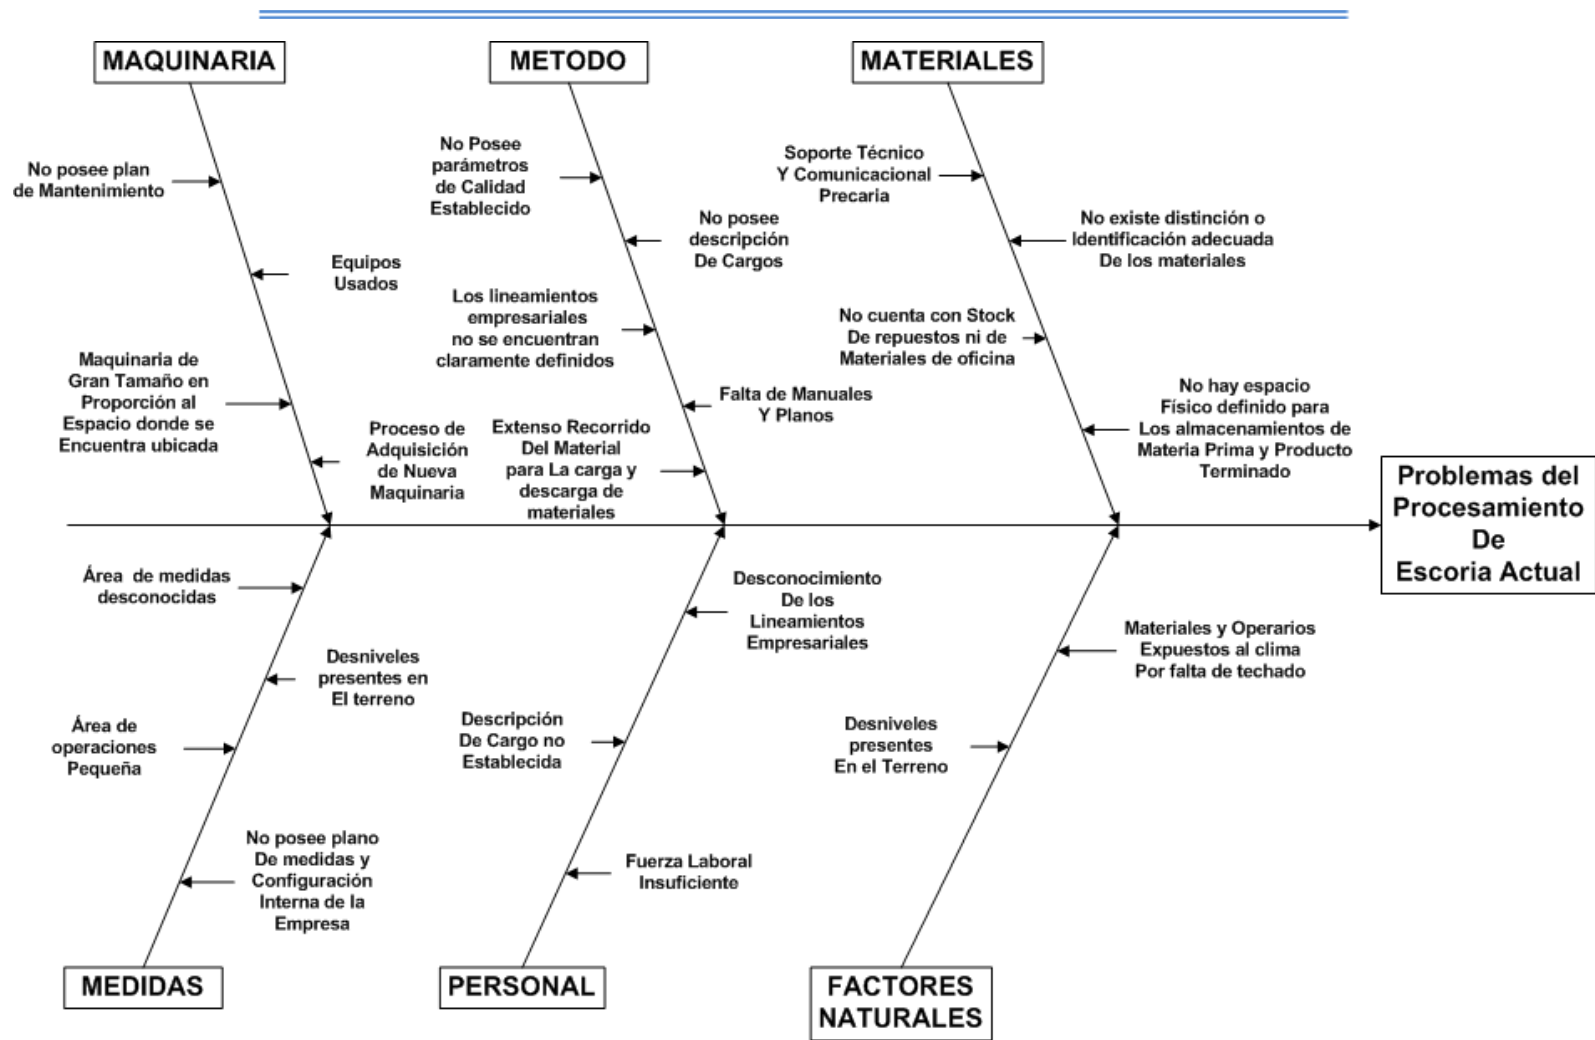 MAQUINARIA
METODO
MATERIALES
No posee plan
de Mantenimiento
Equipos
Usados
Maquinaria de
Gran Tamaño en
Proporción al
Espacio donde se
Encuentra ubicada
Proceso de
Adquisición
de Nueva
Maquinaria
No Posee
parámetros
de Calidad
Establecido
No posee
descripción
De Cargos
Los lineamientos
empresariales
no se encuentran
claramente definidos
Falta de Manuales
Y Planos
Extenso Recorrido
Del Material
para La carga y
descarga de
materiales
Soporte Técnico
Y Comunicacional
Precaria
No existe distinción o
Identificación adecuada
De los materiales
No cuenta con Stock
De repuestos ni de
Materiales de oficina
No hay espacio
Físico definido para
Los almacenamientos de
Materia Prima y Producto
Terminado
Problemas del
Procesamiento
De
Escoria Actual
Área de medidas
desconocidas
Desniveles
presentes en
El terreno
Área de
operaciones
Pequeña
No posee plano
De medidas y
Configuración
Interna de la
Empresa
Desconocimiento
De los
Lineamientos
Empresariales
Descripción
De Cargo no
Establecida
Fuerza Laboral
Insuficiente
Materiales y Operarios
Expuestos al clima
Por falta de techado
Desniveles
presentes
En el Terreno
MEDIDAS
PERSONAL
FACTORES
NATURALES